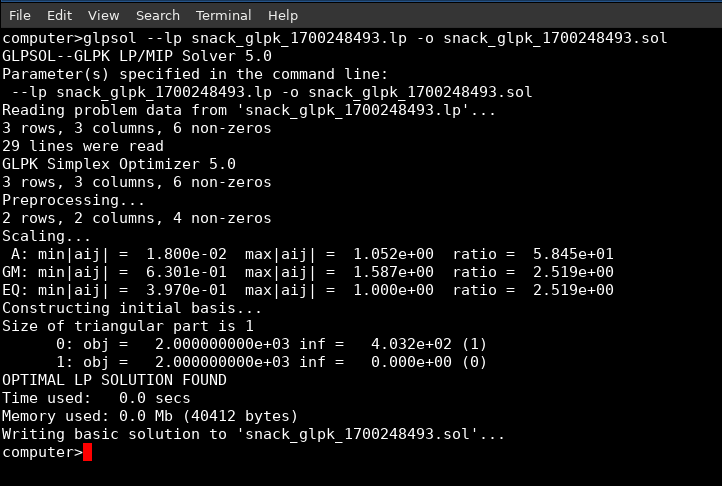 File Edit View Search Terminal Help
computer>glpsol --lp snack_glpk_1700248493.lp -o snack_glpk_1700248493.sol
GLPSOL--GLPK LP/MIP Solver 5.0
Parameter(s) specified in the command line:
 --lp snack_glpk_1700248493.lp -o snack_glpk_1700248493.sol
Reading problem data from 'snack_glpk_1700248493.lp'...
3 rows, 3 columns, 6 non-zeros
29 lines were read
GLPK Simplex Optimizer 5.0
3 rows, 3 columns, 6 non-zeros
Preprocessing...
2 rows, 2 columns, 4 non-zeros
Scaling...
 A: min|aij| =  1.800e-02  max|aij| =  1.052e+00  ratio =  5.845e+01
GM: min|aij| =  6.301e-01  max|aij| =  1.587e+00  ratio =  2.519e+00
EQ: min|aij| =  3.970e-01  max|aij| =  1.000e+00  ratio =  2.519e+00
Constructing initial basis...
Size of triangular part is 1
      0: obj =   2.000000000e+03 inf =   4.032e+02 (1)
      1: obj =   2.000000000e+03 inf =   0.000e+00 (0)
OPTIMAL LP SOLUTION FOUND
Time used:   0.0 secs
Memory used: 0.0 Mb (40412 bytes)
Writing basic solution to 'snack_glpk_1700248493.sol'...
computer>